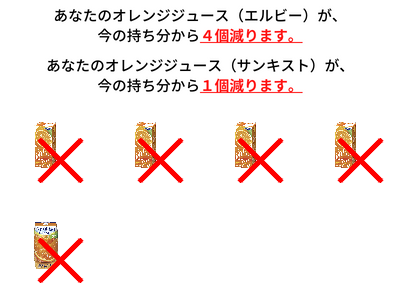 あなたのオレンジジュース（エルビー）が、
今の持ち分から４個減ります。
あなたのオレンジジュース（サンキスト）が、
今の持ち分から１個減ります。